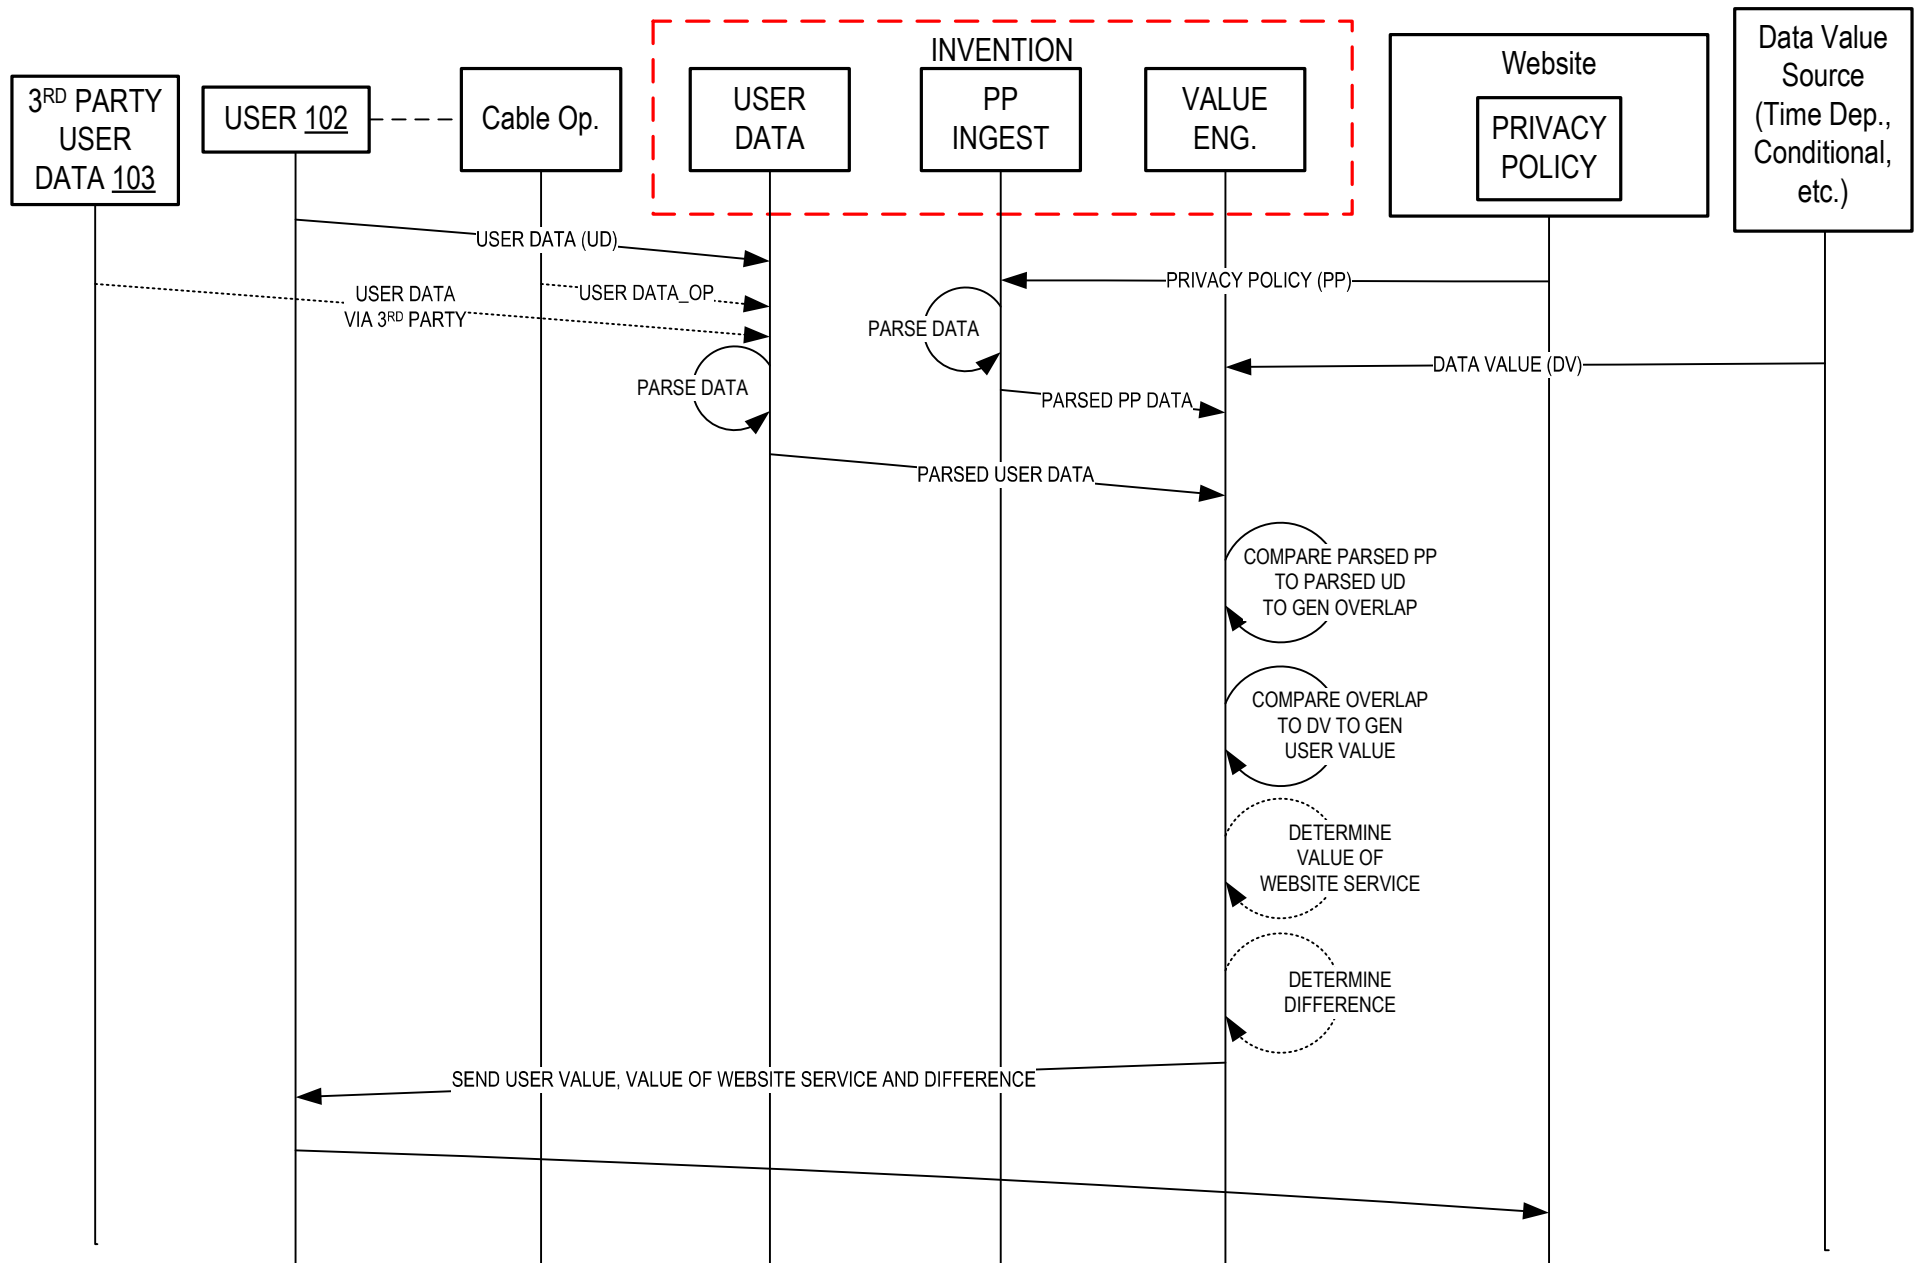 INVENTION
3RD PARTY
USER
DATA 103
USER 102
Cable Op.
USER
DATA
PP
INGEST
VALUE
ENG.
Website
PRIVACY
POLICY
Data Value
Source
(Time Dep.,
Conditional,
etc.)
USER DATA (UD)
PRIVACY POLICY (PP)
USER DATA
VIA 3RD PARTY
USER DATA_OP
PARSE DATA
DATA VALUE (DV)
PARSE DATA
PARSED PP DATA
PARSED USER DATA
COMPARE PARSED PP
TO PARSED UD
TO GEN OVERLAP
COMPARE OVERLAP
TO DV TO GEN
USER VALUE
DETERMINE
VALUE OF
WEBSITE SERVICE
DETERMINE
DIFFERENCE
SEND USER VALUE, VALUE OF WEBSITE SERVICE AND DIFFERENCE